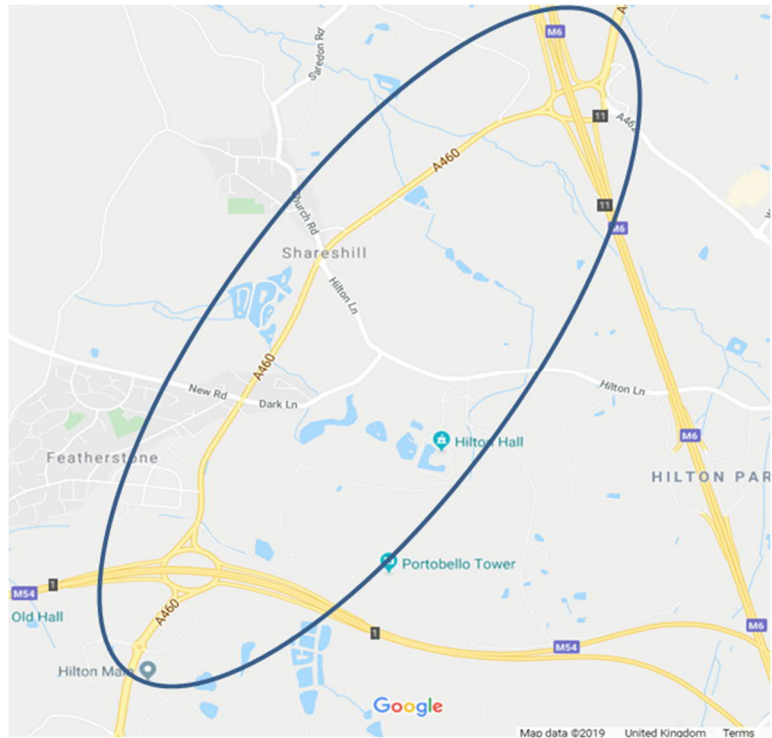 A
M6
Saredon Rd
11
A462
A460
11
Church Rd
M6
Shareshill
Hilton Ln
A460
New Rd
Dark Ln
Hilton Ln
M6
Hilton Hall
Featherstone
HILTON PAR
Portobello Tower
1
M54
A460
Old Hall
1
M6
M54
Hilton Main
Google
Map data ©2019 United Kingdom Terms